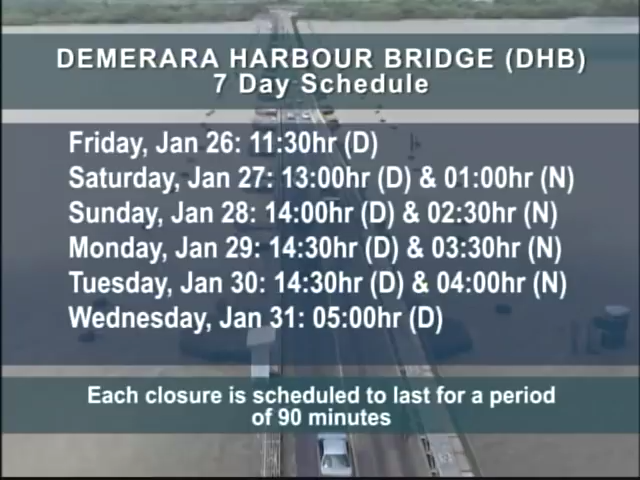 DEMERARA HARBOUR BRIDGE (DHB)
7 Day Schedule
Friday, Jan 26: 11:30hr (D)
Saturday, Jan 27: 13:00hr (D) & 01:00hr (N)
Sunday, Jan 28: 14:00hr (D) & 02:30hr (N)
Monday, Jan 29: 14:30hr (D) & 03:30hr (N)
Tuesday, Jan 30: 14:30hr (D) & 04:00hr (N)
Wednesday, Jan 31: 05:00hr (D)
Each closure is scheduled to last for a period
of 90 minutes